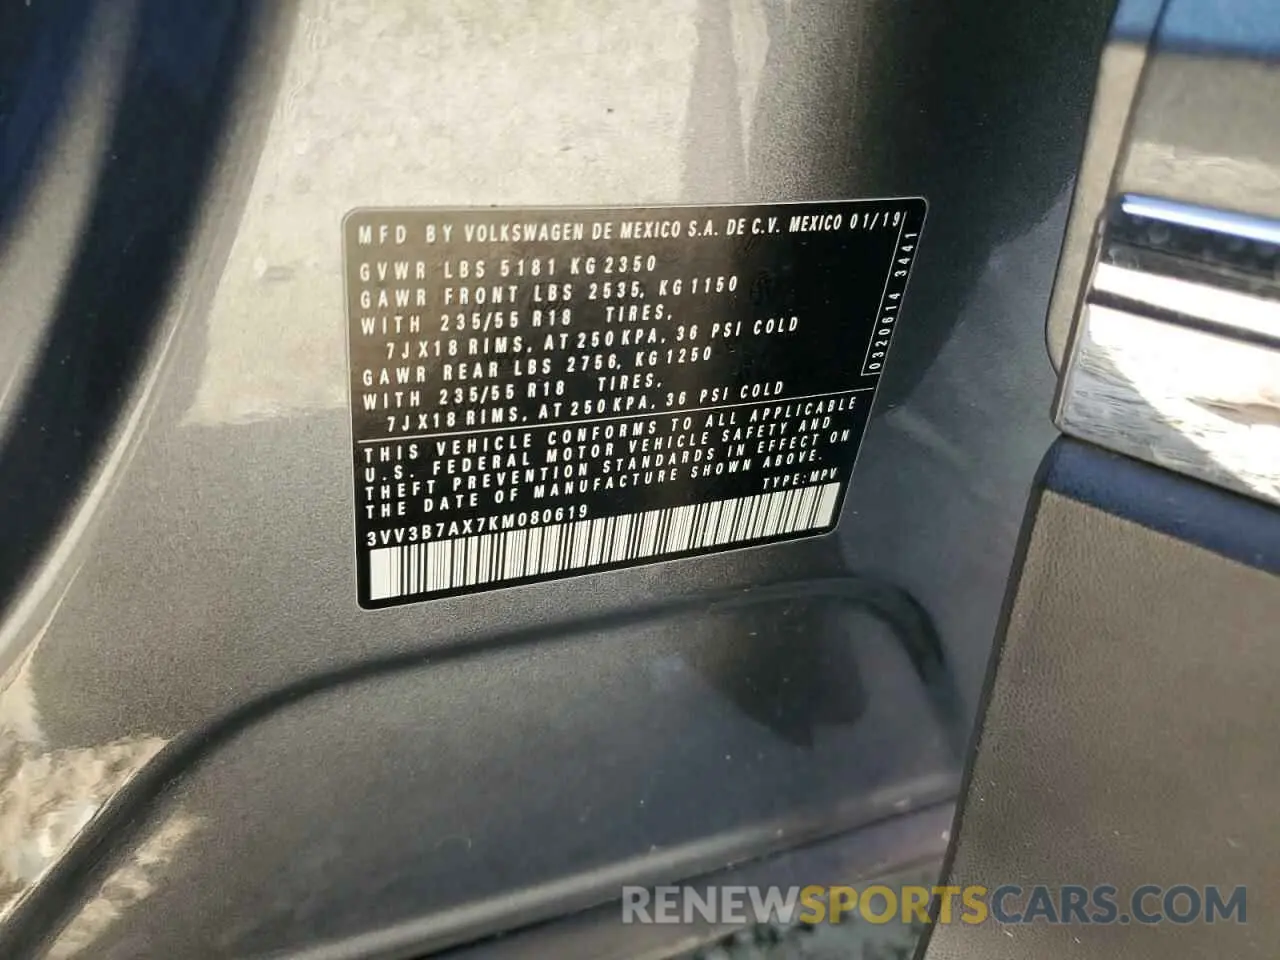 MFD BY VOLKSWAGEN DE MEXICO S.A. DE C.V. MEXICO 01/19
GVWR LBS 5181 KG 2350
GAWR FRONT LBS 2535, KG 1150
WITH 235/55 R18 TIRES,
7JX18 RIMS, AT 250 KPA, 36 PSI COLD
GAWR REAR LBS 2756, KG 1250
WITH 235/55 R18 TIRES,
7JX18 RIMS, AT 250 KPA, 36 PSI COLD
0320614 3441
THIS VEHICLE CONFORMS TO ALL APPLICABLE
U.S. FEDERAL MOTOR VEHICLE SAFETY AND
THEFT PREVENTION STANDARDS IN EFFECT ON
THE DATE OF MANUFACTURE SHOWN ABOVE.
3VV3B7AX7KM080619 TYPE: MPV
RENEWSPORTSCARS.COM